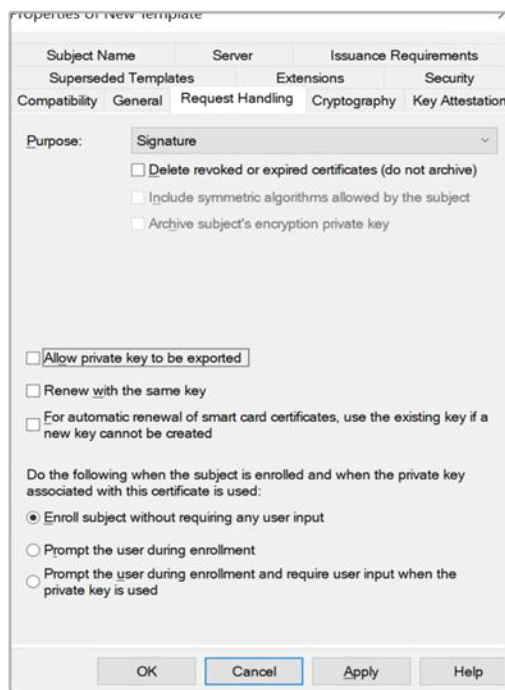 Properties of New Template
Subject Name Server Issuance Requirements
Superseded Templates Extensions Security
Compatibility General Request Handling Cryptography Key Attestation
Purpose: Signature
Delete revoked or expired certificates (do not archive)
Include symmetric algorithms allowed by the subject
Archive subject's encryption private key
Allow private key to be exported
Renew with the same key
For automatic renewal of smart card certificates, use the existing key if a
new key cannot be created
Do the following when the subject is enrolled and when the private key
associated with this certificate is used:
Enroll subject without requiring any user input
Prompt the user during enrollment
Prompt the user during enrollment and require user input when the
private key is used
OK Cancel Apply Help